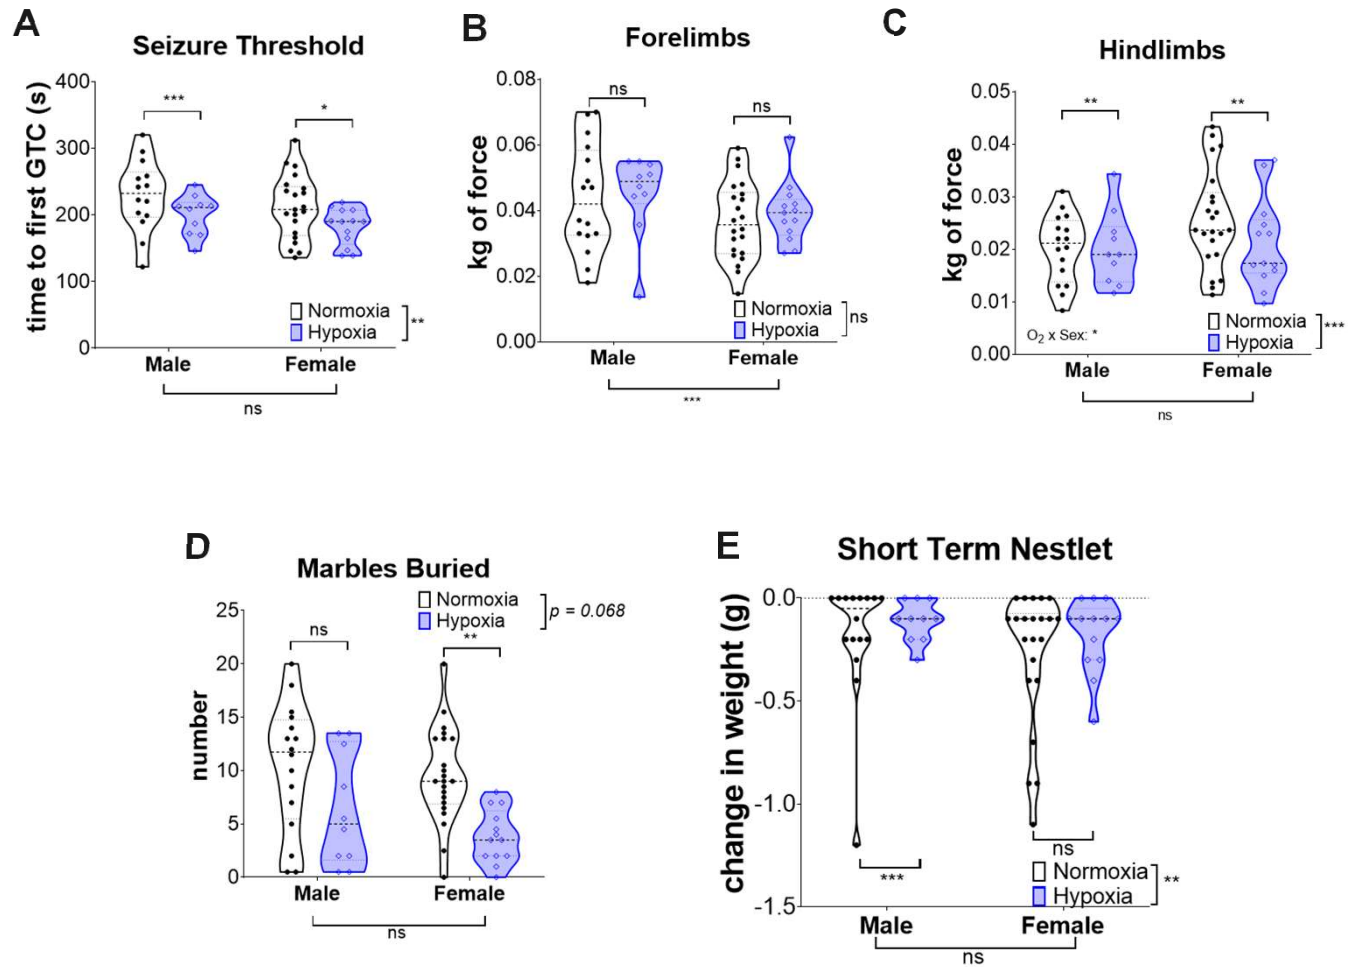 A
Seizure Threshold
time to first GTC (s)
400
300
200
100
0
***
*
Normoxia
Hypoxia
**
Male
Female
ns
B
Forelimbs
kg of force
0.08
0.06
0.04
0.02
0.00
ns
ns
Normoxia
Hypoxia
ns
Male
Female
***
C
Hindlimbs
kg of force
0.05
0.04
0.03
0.02
0.01
0.00
**
**
O2 x Sex: *
Normoxia
Hypoxia
***
Male
Female
ns
D
Marbles Buried
Normoxia
Hypoxia
p = 0.068
number
25
20
15
10
5
0
ns
**
Male
Female
ns
E
Short Term Nestlet
change in weight (g)
0.0
-0.5
-1.0
-1.5
***
ns
Normoxia
Hypoxia
**
Male
Female
ns